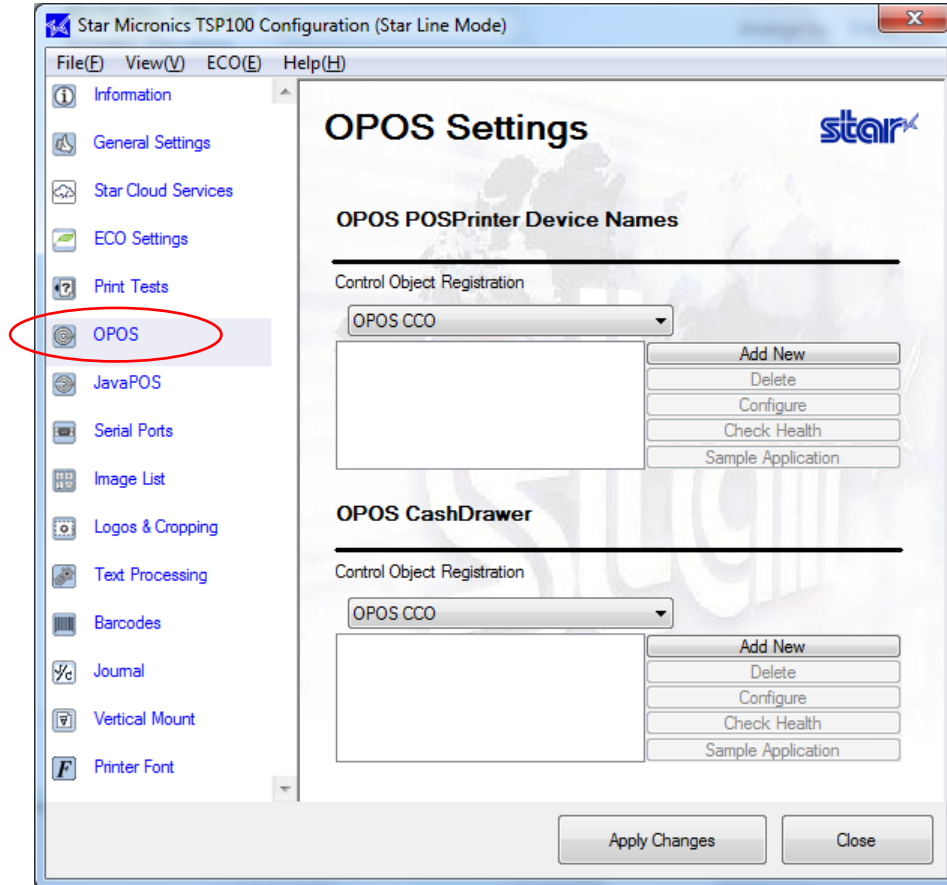 Star Micronics TSP100 Configuration (Star Line Mode)
File(F) View(V) ECO(E) Help(H)
Information
General Settings
Star Cloud Services
ECO Settings
Print Tests
OPOS
JavaPOS
Serial Ports
Image List
Logos & Cropping
Text Processing
Barcodes
Journal
Vertical Mount
Printer Font
OPOS Settings
star
OPOS POSPrinter Device Names
Control Object Registration
OPOS CCO
Add New
Delete
Configure
Check Health
Sample Application
OPOS CashDrawer
Control Object Registration
OPOS CCO
Add New
Delete
Configure
Check Health
Sample Application
Apply Changes
Close